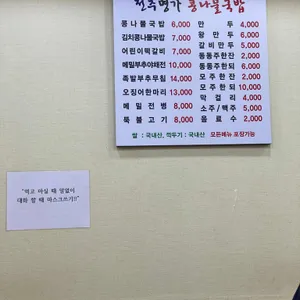 전주명가 콩나물국밥
콩나물국밥 6,000
김치콩나물국밥 7,000
어린이떡갈비 7,000
메밀부추야채전 10,000
족발부추무침 14,000
오징어한마리 13,000
메밀전병 8,000
묵불고기 8,000
만두 4,000
왕만두 6,000
갈비만두 5,000
동동주한잔 2,000
동동주한되 6,000
모주한잔 2,000
모주한되 10,000
막걸리 4,000
소주/맥주 5,000
음료수 2,000
쌀 : 국내산, 깍두기 : 국내산 모든메뉴 포장가능
"먹고 마실 때 말없이
대화 할 때 마스크쓰기!!"